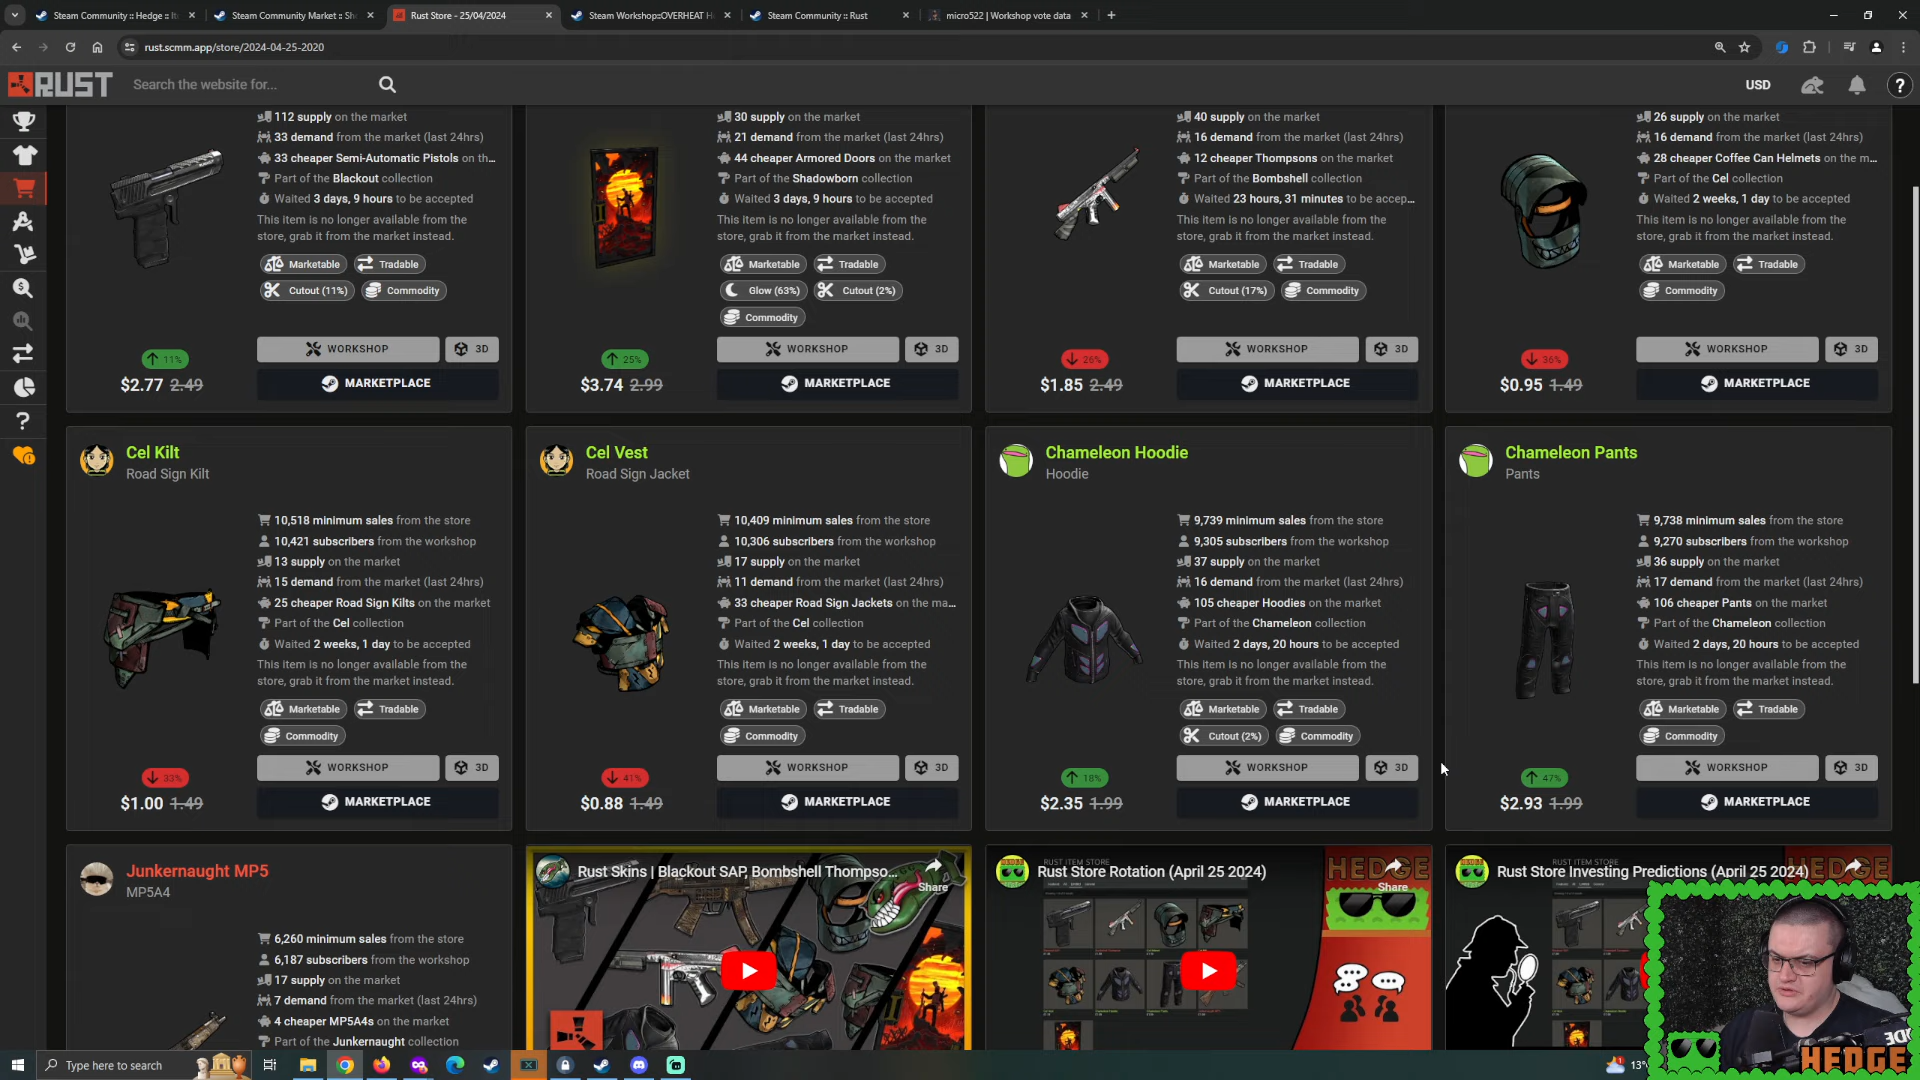 Steam Community :: Hedge :: It
Steam Community Market :: Sh
Rust Store - 25/04/2024
Steam Workshop::OVERHEAT H
Steam Community :: Rust
micro522 | Workshop vote data
rust.scmm.app/store/2024-04-25-2020
RUST
Search the website for...
USD
112 supply on the market
33 demand from the market (last 24hrs)
33 cheaper Semi-Automatic Pistols on th...
Part of the Blackout collection
Waited 3 days, 9 hours to be accepted
This item is no longer available from the
store, grab it from the market instead.
Marketable
Tradable
Cutout (11%)
Commodity
11%
$2.77 2.49
WORKSHOP
3D
MARKETPLACE
30 supply on the market
21 demand from the market (last 24hrs)
44 cheaper Armored Doors on the market
Part of the Shadowborn collection
Waited 3 days, 9 hours to be accepted
This item is no longer available from the
store, grab it from the market instead.
Marketable
Tradable
Glow (63%)
Cutout (2%)
Commodity
25%
$3.74 2.99
WORKSHOP
3D
MARKETPLACE
40 supply on the market
16 demand from the market (last 24hrs)
12 cheaper Thompsons on the market
Part of the Bombshell collection
Waited 23 hours, 31 minutes to be accep...
This item is no longer available from the
store, grab it from the market instead.
Marketable
Tradable
Cutout (17%)
Commodity
26%
$1.85 2.49
WORKSHOP
3D
MARKETPLACE
26 supply on the market
16 demand from the market (last 24hrs)
28 cheaper Coffee Can Helmets on the m...
Part of the Cel collection
Waited 2 weeks, 1 day to be accepted
This item is no longer available from the
store, grab it from the market instead.
Marketable
Tradable
Commodity
36%
$0.95 1.49
WORKSHOP
3D
MARKETPLACE
Cel Kilt
Road Sign Kilt
10,518 minimum sales from the store
10,421 subscribers from the workshop
13 supply on the market
15 demand from the market (last 24hrs)
25 cheaper Road Sign Kilts on the market
Part of the Cel collection
Waited 2 weeks, 1 day to be accepted
This item is no longer available from the
store, grab it from the market instead.
Marketable
Tradable
Commodity
33%
$1.00 1.49
WORKSHOP
3D
MARKETPLACE
Cel Vest
Road Sign Jacket
10,409 minimum sales from the store
10,306 subscribers from the workshop
17 supply on the market
11 demand from the market (last 24hrs)
33 cheaper Road Sign Jackets on the ma...
Part of the Cel collection
Waited 2 weeks, 1 day to be accepted
This item is no longer available from the
store, grab it from the market instead.
Marketable
Tradable
Commodity
41%
$0.88 1.49
WORKSHOP
3D
MARKETPLACE
Chameleon Hoodie
Hoodie
9,739 minimum sales from the store
9,305 subscribers from the workshop
37 supply on the market
16 demand from the market (last 24hrs)
105 cheaper Hoodies on the market
Part of the Chameleon collection
Waited 2 days, 20 hours to be accepted
This item is no longer available from the
store, grab it from the market instead.
Marketable
Tradable
Cutout (2%)
Commodity
18%
$2.35 1.99
WORKSHOP
3D
MARKETPLACE
Chameleon Pants
Pants
9,738 minimum sales from the store
9,270 subscribers from the workshop
36 supply on the market
17 demand from the market (last 24hrs)
106 cheaper Pants on the market
Part of the Chameleon collection
Waited 2 days, 20 hours to be accepted
This item is no longer available from the
store, grab it from the market instead.
Marketable
Tradable
Commodity
47%
$2.93 1.99
WORKSHOP
3D
MARKETPLACE
Junkernaught MP5
MP5A4
6,260 minimum sales from the store
6,187 subscribers from the workshop
17 supply on the market
7 demand from the market (last 24hrs)
4 cheaper MP5A4s on the market
Part of the Junkernaught collection
Rust Skins | Blackout SAP, Bombshell Thompso...
Share
RUST ITEM STORE
Rust Store Rotation (April 25 2024)
HEDGE
Share
RUST ITEM STORE
Rust Store Investing Predictions (April 25 2024)
HEDGE
Type here to search
13°
HEDGE